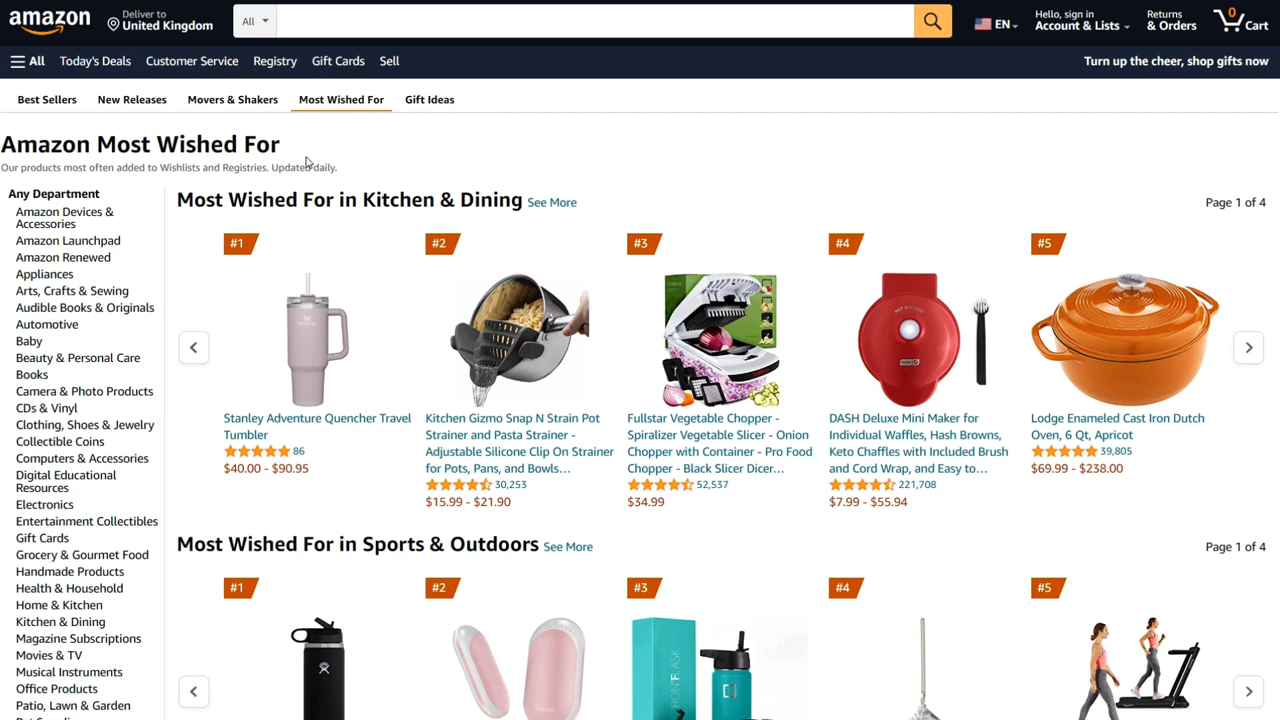 amazon
Deliver to
United Kingdom
All
EN
Hello, sign in
Account & Lists
Returns
& Orders
0
Cart
All
Today's Deals
Customer Service
Registry
Gift Cards
Sell
Turn up the cheer, shop gifts now
Best Sellers
New Releases
Movers & Shakers
Most Wished For
Gift Ideas
Amazon Most Wished For
Our products most often added to Wishlists and Registries. Updated daily.
Any Department
Amazon Devices &
Accessories
Amazon Launchpad
Amazon Renewed
Appliances
Arts, Crafts & Sewing
Audible Books & Originals
Automotive
Baby
Beauty & Personal Care
Books
Camera & Photo Products
CDs & Vinyl
Clothing, Shoes & Jewelry
Collectible Coins
Computers & Accessories
Digital Educational
Resources
Electronics
Entertainment Collectibles
Gift Cards
Grocery & Gourmet Food
Handmade Products
Health & Household
Home & Kitchen
Kitchen & Dining
Magazine Subscriptions
Movies & TV
Musical Instruments
Office Products
Patio, Lawn & Garden
Most Wished For in Kitchen & Dining See More
Page 1 of 4
#1
Stanley Adventure Quencher Travel
Tumbler
86
$40.00 - $90.95
#2
Kitchen Gizmo Snap N Strain Pot
Strainer and Pasta Strainer -
Adjustable Silicone Clip On Strainer
for Pots, Pans, and Bowls…
30,253
$15.99 - $21.90
#3
Fullstar Vegetable Chopper -
Spiralizer Vegetable Slicer - Onion
Chopper with Container - Pro Food
Chopper - Black Slicer Dicer…
52,537
$34.99
#4
DASH Deluxe Mini Maker for
Individual Waffles, Hash Browns,
Keto Chaffles with Included Brush
and Cord Wrap, and Easy to…
221,708
$7.99 - $55.94
#5
Lodge Enameled Cast Iron Dutch
Oven, 6 Qt, Apricot
39,805
$69.99 - $238.00
Most Wished For in Sports & Outdoors See More
Page 1 of 4
#1
#2
#3
#4
#5